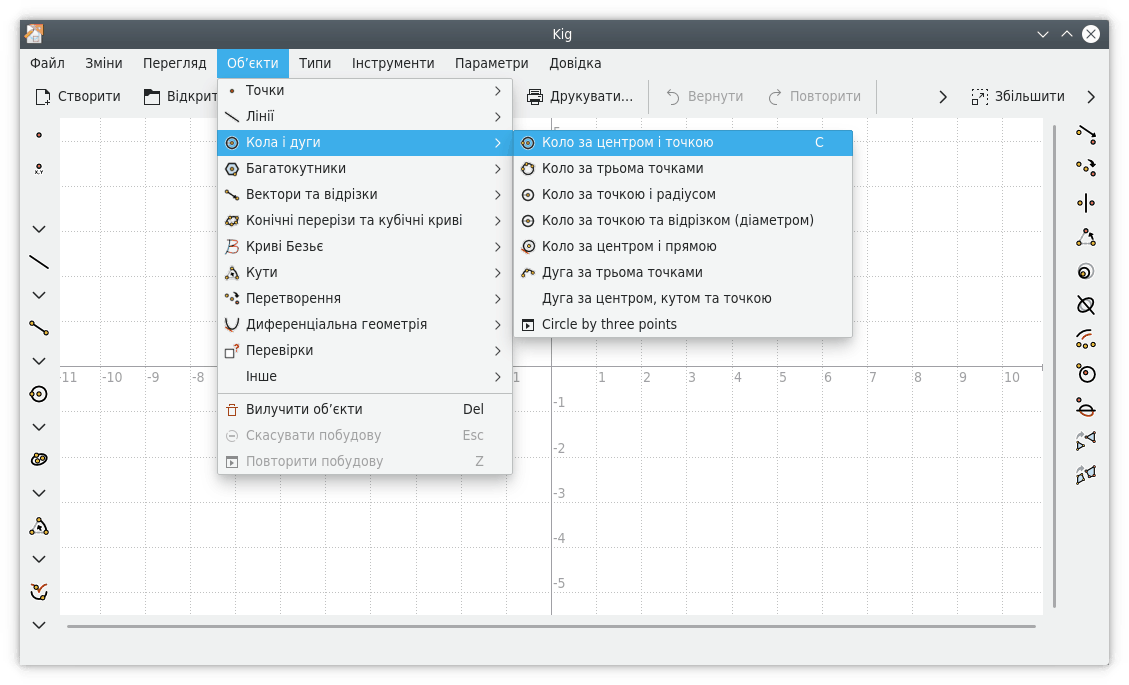 Kig
Файл Зміни Перегляд Об’єкти Типи Інструменти Параметри Довідка
Створити Відкрит Друкувати... Вернути Повторити Збільшити
Точки
Лінії
Кола і дуги
Багатокутники
Вектори та відрізки
Конічні перерізи та кубічні криві
Криві Безьє
Кути
Перетворення
Диференціальна геометрія
Перевірки
Інше
Вилучити об’єкти Del
Скасувати побудову Esc
Повторити побудову Z
Коло за центром і точкою C
Коло за трьома точками
Коло за точкою і радіусом
Коло за точкою та відрізком (діаметром)
Коло за центром і прямою
Дуга за трьома точками
Дуга за центром, кутом та точкою
Circle by three points
X,Y
-11 -10 -9 -8 1 1 2 3 4 5 6 7 8 9 10
-1
-2
-3
-4
-5